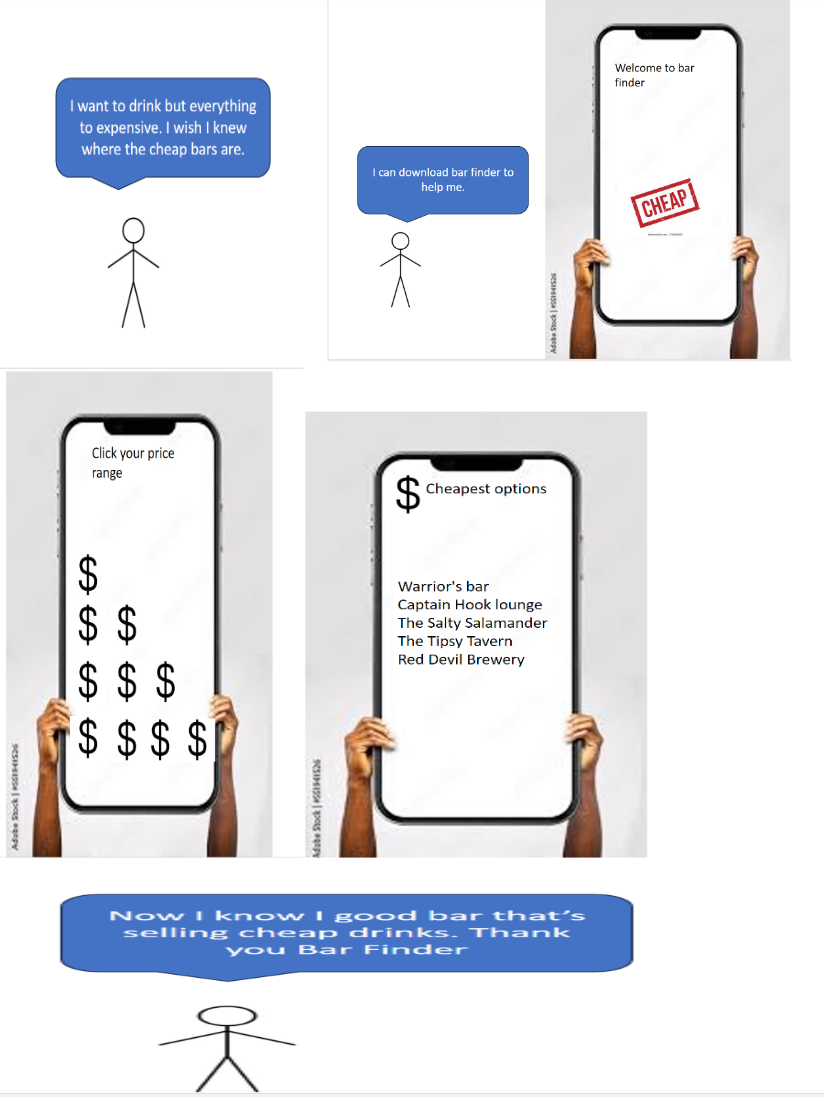 I want to drink but everything
to expensive. I wish I knew
where the cheap bars are.
I can download bar finder to
help me.
Welcome to bar
finder
CHEAP
Adobe Stock | #551941526
Click your price
range
$
$ $
$ $ $
$ $ $ $
Adobe Stock | #551941526
$ Cheapest options
Warrior's bar
Captain Hook lounge
The Salty Salamander
The Tipsy Tavern
Red Devil Brewery
Adobe Stock | #551941526
Now I know I good bar that's
selling cheap drinks. Thank
you Bar Finder